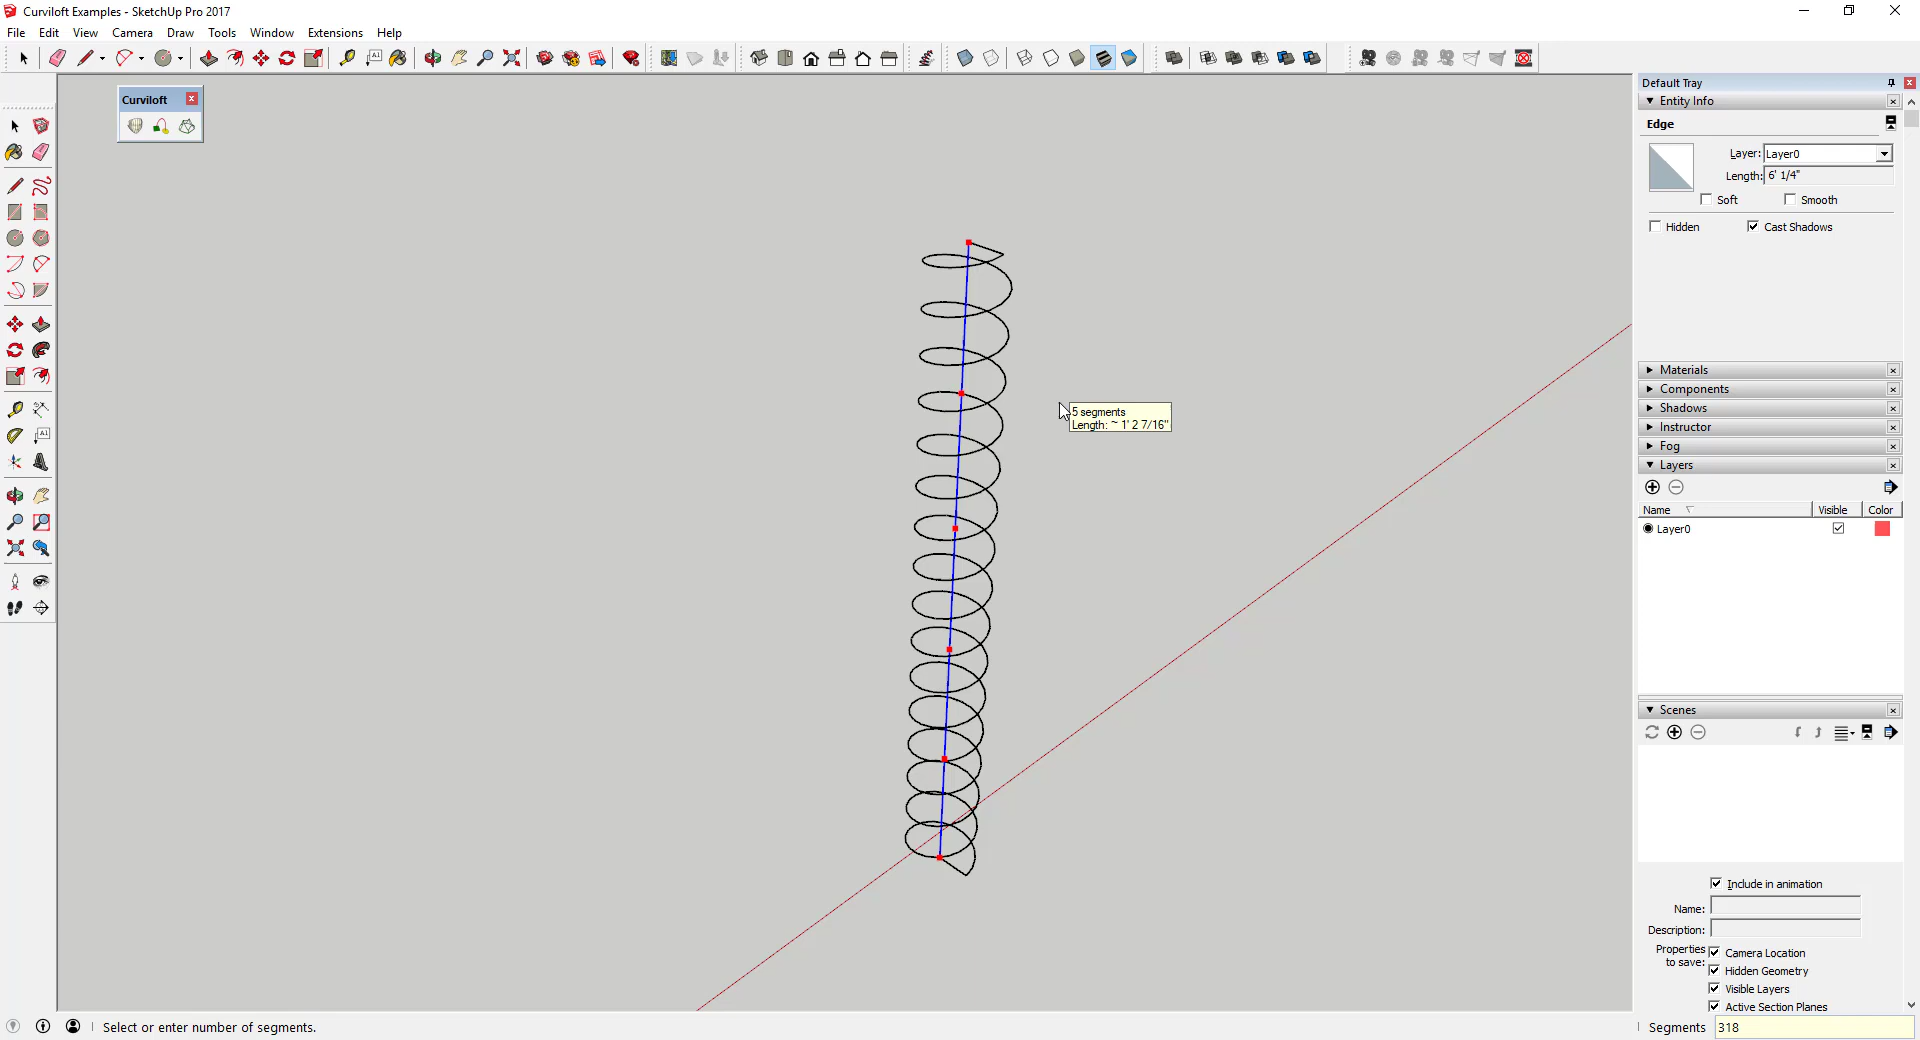 Curviloft Examples - SketchUp Pro 2017
File Edit View Camera Draw Tools Window Extensions Help
Curviloft
5 segments
Length: ~ 1' 2 7/16"
Default Tray
Entity Info
Edge
Layer: Layer0
Length: 6' 1/4"
Soft Smooth
Hidden Cast Shadows
Materials
Components
Shadows
Instructor
Fog
Layers
Name Visible Color
Layer0
Scenes
Include in animation
Name:
Description:
Properties to save:
Camera Location
Hidden Geometry
Visible Layers
Active Section Planes
Select or enter number of segments.
Segments 318